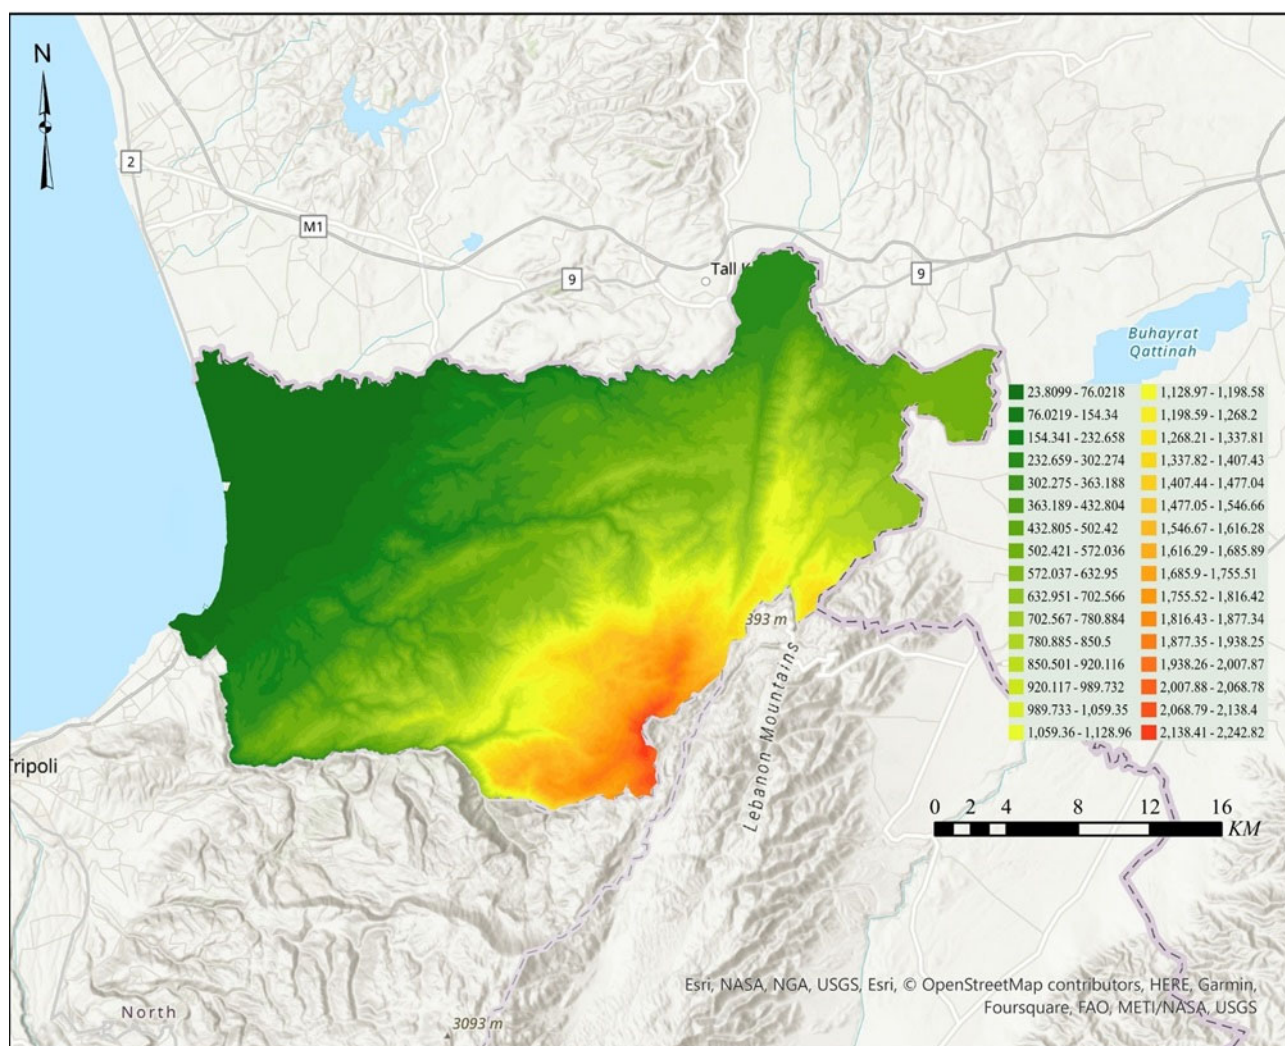 N
2
M1
9
Tall K
9
Buhayrat
Qattinah
23.8099 - 76.0218
76.0219 - 154.34
154.341 - 232.658
232.659 - 302.274
302.275 - 363.188
363.189 - 432.804
432.805 - 502.42
502.421 - 572.036
572.037 - 632.95
632.951 - 702.566
702.567 - 780.884
780.885 - 850.5
850.501 - 920.116
920.117 - 989.732
989.733 - 1,059.35
1,059.36 - 1,128.96
1,128.97 - 1,198.58
1,198.59 - 1,268.2
1,268.21 - 1,337.81
1,337.82 - 1,407.43
1,407.44 - 1,477.04
1,477.05 - 1,546.66
1,546.67 - 1,616.28
1,616.29 - 1,685.89
1,685.9 - 1,755.51
1,755.52 - 1,816.42
1,816.43 - 1,877.34
1,877.35 - 1,938.25
1,938.26 - 2,007.87
2,007.88 - 2,068.78
2,068.79 - 2,138.4
2,138.41 - 2,242.82
393 m
Lebanon Mountains
Tripoli
0 2 4 8 12 16
KM
North
3093 m
Esri, NASA, NGA, USGS, Esri, © OpenStreetMap contributors, HERE, Garmin,
Foursquare, FAO, METI/NASA, USGS